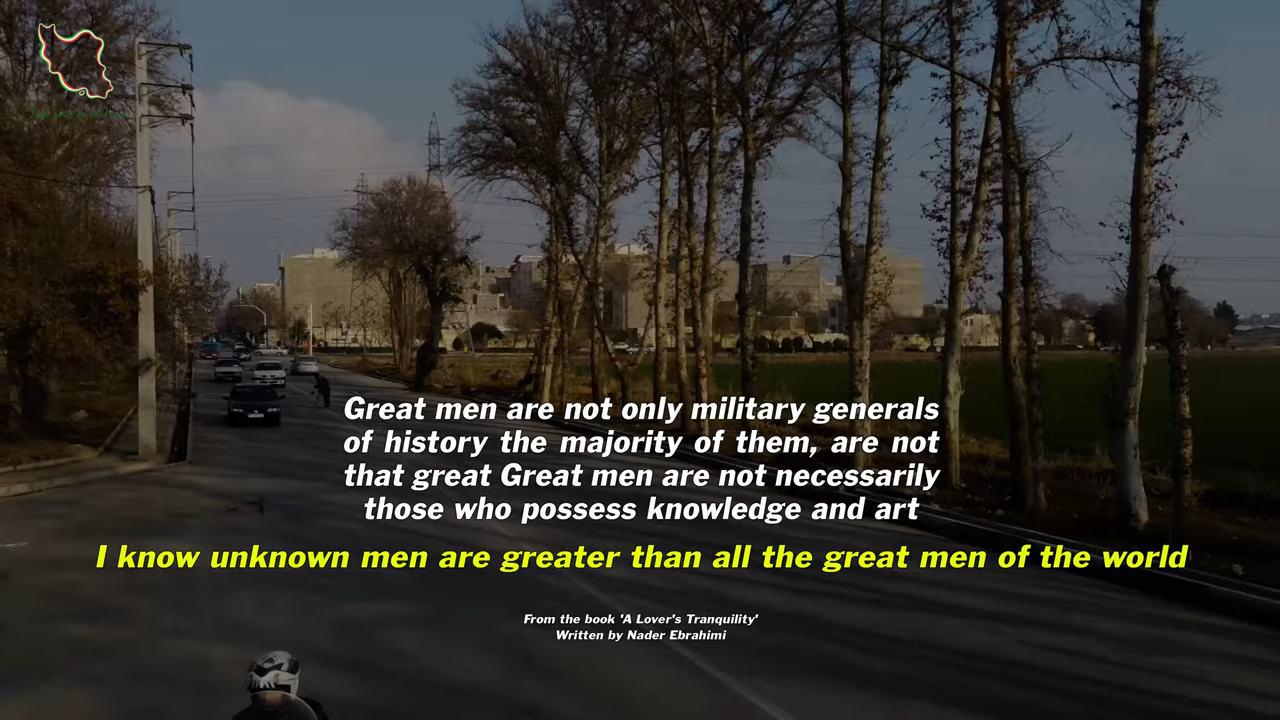 Great men are not only military generals
of history the majority of them, are not
that great Great men are not necessarily
those who possess knowledge and art
I know unknown men are greater than all the great men of the world
From the book 'A Lover's Tranquility'
Written by Nader Ebrahimi